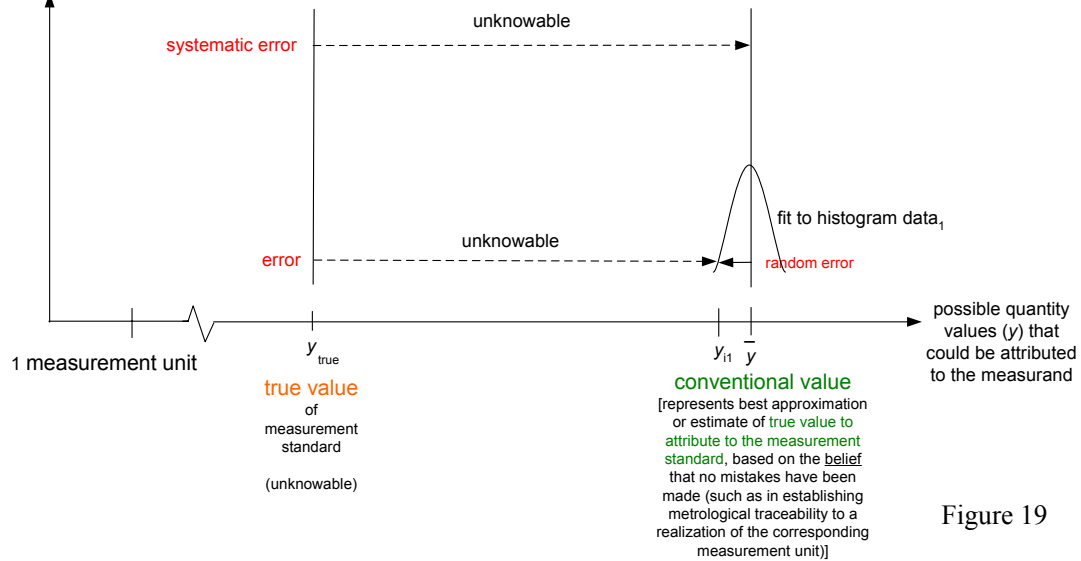 unknowable
systematic error
fit to histogram data1
unknowable
error
random error
1 measurement unit
ytrue
yi1
y̅
possible quantity
values (y) that
could be attributed
to the measurand
true value
of
measurement
standard
(unknowable)
conventional value
[represents best approximation
or estimate of true value to
attribute to the measurement
standard, based on the belief
that no mistakes have been
made (such as in establishing
metrological traceability to a
realization of the corresponding
measurement unit)]
Figure 19